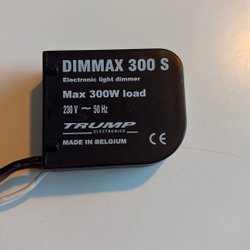 DIMMAX 300 S
Electronic light dimmer
Max 300W load
230 V ~ 50 Hz
TRUMP
ELECTRONICS
MADE IN BELGIUM CE